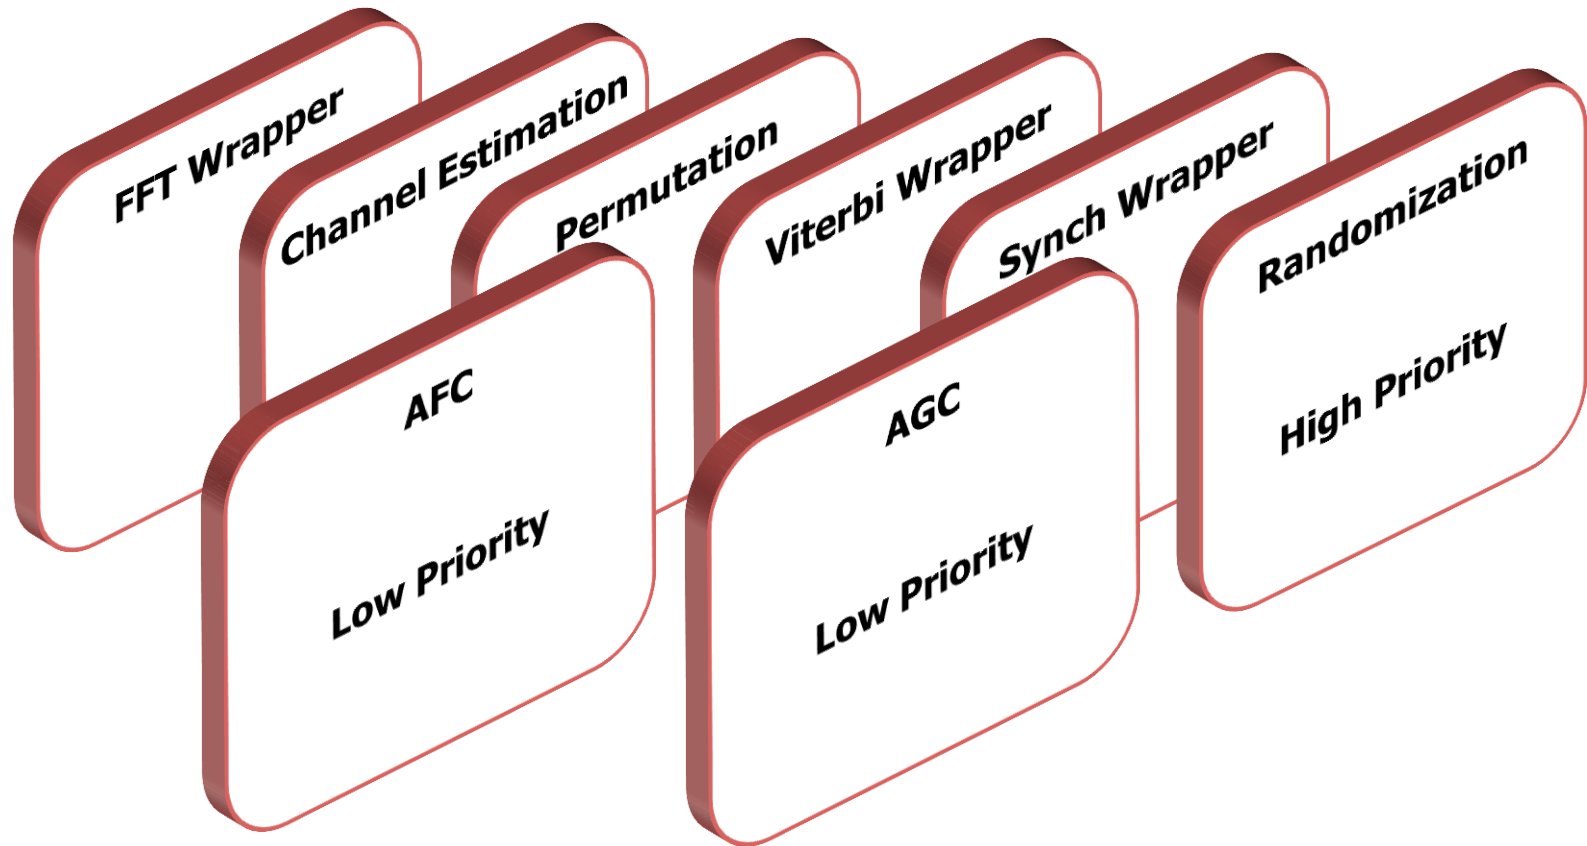 FFT Wrapper
Channel Estimation
Permutation
Viterbi Wrapper
Synch Wrapper
Randomization
High Priority
AFC
Low Priority
AGC
Low Priority